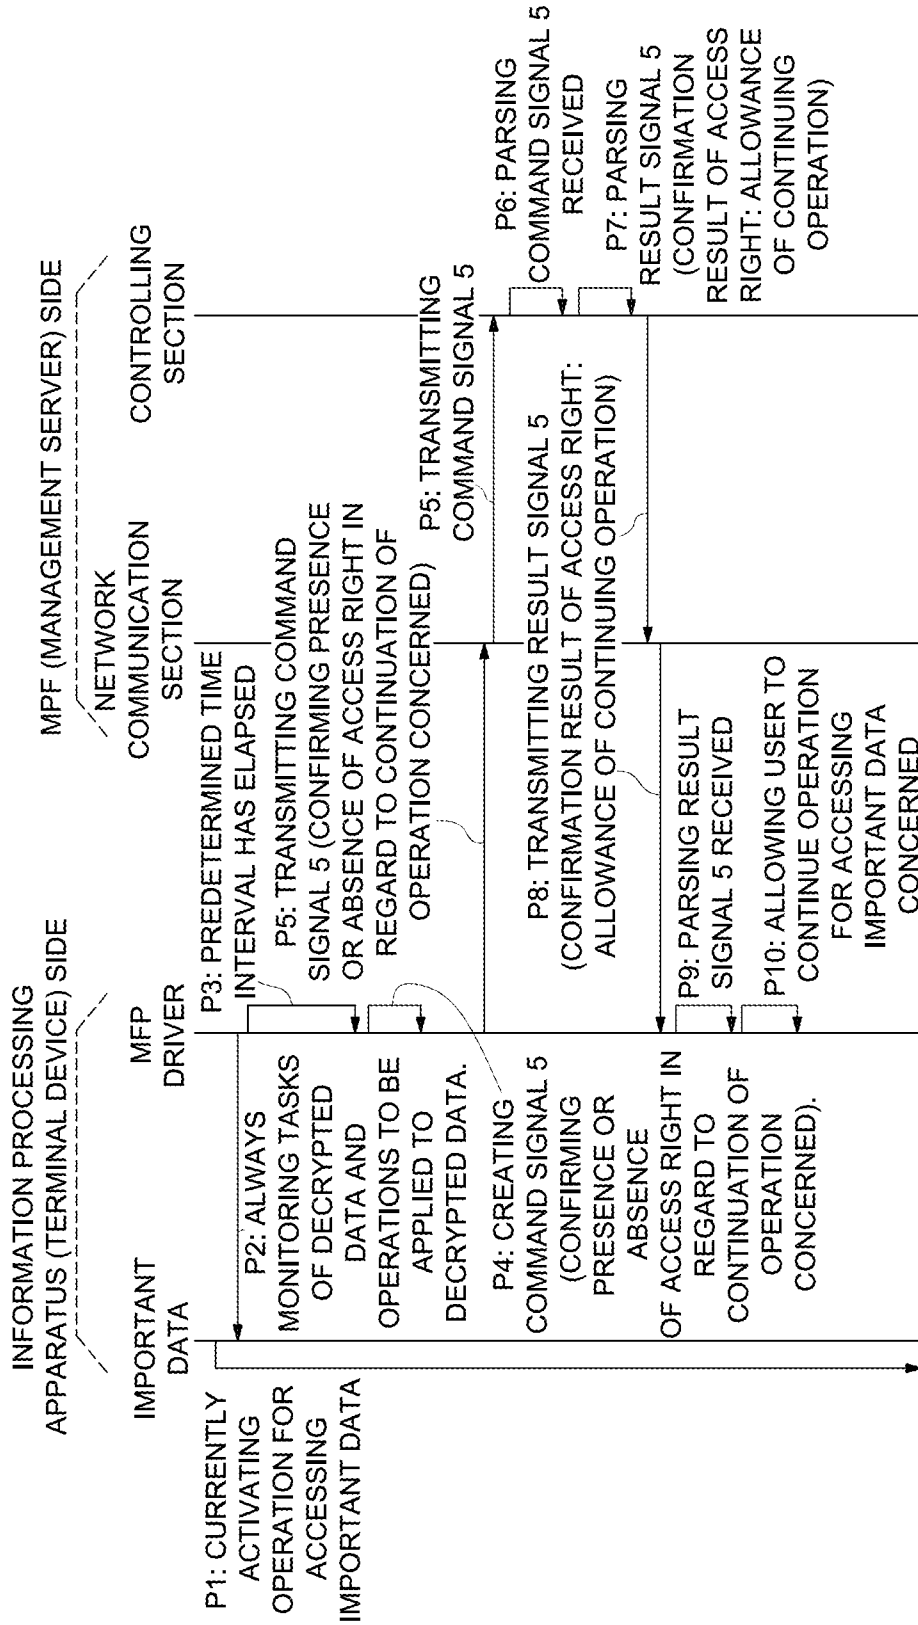 INFORMATION PROCESSING
APPARATUS (TERMINAL DEVICE) SIDE
MPF (MANAGEMENT SERVER) SIDE
IMPORTANT
DATA
MFP
DRIVER
NETWORK
COMMUNICATION
SECTION
CONTROLLING
SECTION
P1: CURRENTLY
ACTIVATING
OPERATION FOR
ACCESSING
IMPORTANT DATA
P2: ALWAYS
MONITORING TASKS
OF DECRYPTED
DATA AND
OPERATIONS TO BE
APPLIED TO
DECRYPTED DATA.
P3: PREDETERMINED TIME
INTERVAL HAS ELAPSED
P4: CREATING
COMMAND SIGNAL 5
(CONFIRMING
PRESENCE OR
ABSENCE
OF ACCESS RIGHT IN
REGARD TO
CONTINUATION OF
OPERATION
CONCERNED).
P5: TRANSMITTING COMMAND
SIGNAL 5 (CONFIRMING PRESENCE
OR ABSENCE OF ACCESS RIGHT IN
REGARD TO CONTINUATION OF
OPERATION CONCERNED)
P5: TRANSMITTING
COMMAND SIGNAL 5
P6: PARSING
COMMAND SIGNAL 5
RECEIVED
P7: PARSING
RESULT SIGNAL 5
(CONFIRMATION
RESULT OF ACCESS
RIGHT: ALLOWANCE
OF CONTINUING
OPERATION)
P8: TRANSMITTING RESULT SIGNAL 5
(CONFIRMATION RESULT OF ACCESS RIGHT:
ALLOWANCE OF CONTINUING OPERATION)
P9: PARSING RESULT
SIGNAL 5 RECEIVED
P10: ALLOWING USER TO
CONTINUE OPERATION
FOR ACCESSING
IMPORTANT DATA
CONCERNED